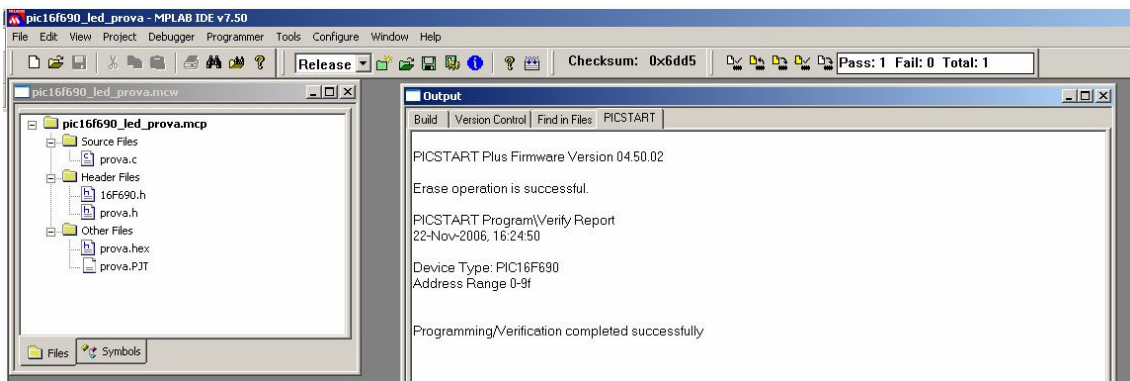 pic16f690_led_prova - MPLAB IDE v7.50
File Edit View Project Debugger Programmer Tools Configure Window Help
Release Checksum: 0x6dd5 Pass: 1 Fail: 0 Total: 1
pic16f690_led_prova.mcw
pic16f690_led_prova.mcp
Source Files
prova.c
Header Files
16F690.h
prova.h
Other Files
prova.hex
prova.PJT
Files Symbols
Output
Build Version Control Find in Files PICSTART
PICSTART Plus Firmware Version 04.50.02
Erase operation is successful.
PICSTART Program\Verify Report
22-Nov-2006, 16:24:50
Device Type: PIC16F690
Address Range 0-9f
Programming/Verification completed successfully